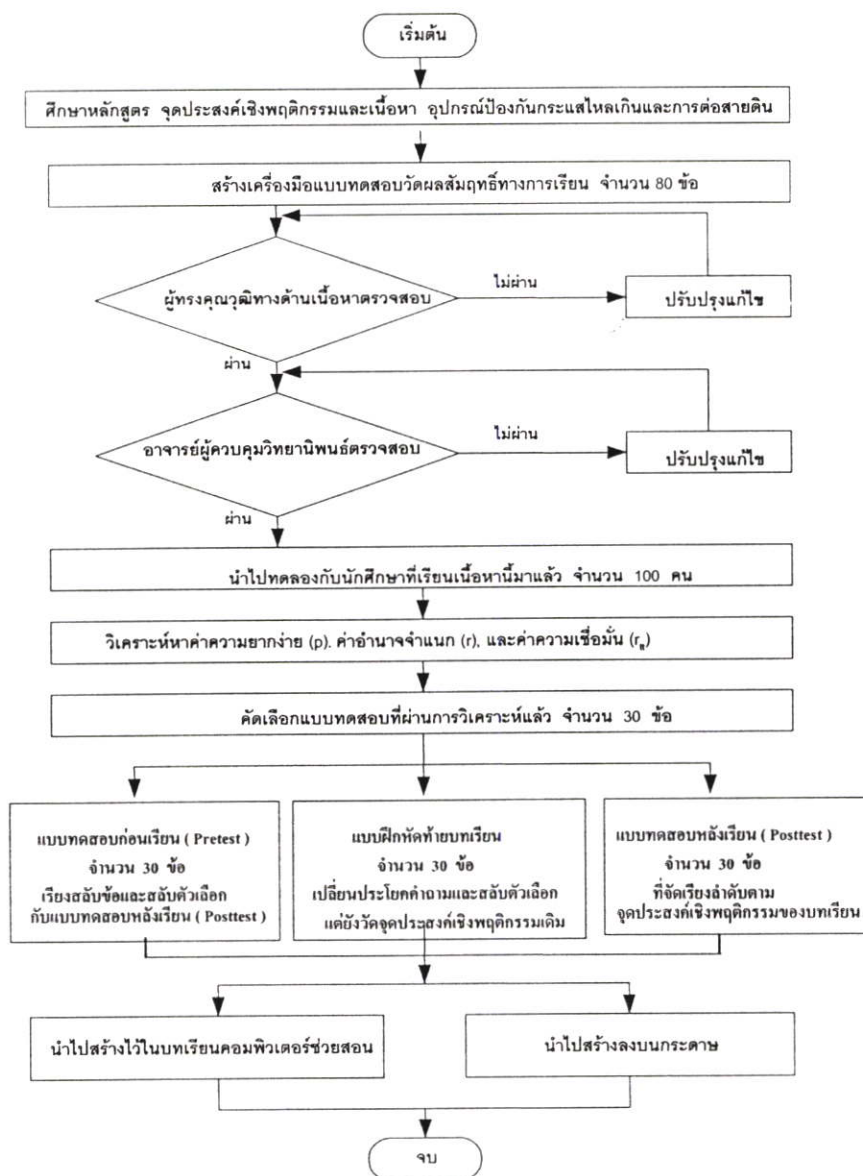 เริ่มต้น
ศึกษาหลักสูตร จุดประสงค์เชิงพฤติกรรมและเนื้อหา อุปกรณ์ป้องกันกระแสไหลเกินและการต่อสายดิน
สร้างเครื่องมือแบบทดสอบวัดผลสัมฤทธิ์ทางการเรียน จำนวน 80 ข้อ
ผู้ทรงคุณวุฒิทางด้านเนื้อหาตรวจสอบ
ไม่ผ่าน
ปรับปรุงแก้ไข
ผ่าน
อาจารย์ผู้ควบคุมวิทยานิพนธ์ตรวจสอบ
ไม่ผ่าน
ปรับปรุงแก้ไข
ผ่าน
นำไปทดลองกับนักศึกษาที่เรียนเนื้อหานี้มาแล้ว จำนวน 100 คน
วิเคราะห์หาค่าความยากง่าย (p). ค่าอำนาจจำแนก (r), และค่าความเชื่อมั่น (rtt)
คัดเลือกแบบทดสอบที่ผ่านการวิเคราะห์แล้ว จำนวน 30 ข้อ
แบบทดสอบก่อนเรียน ( Pretest )
จำนวน 30 ข้อ
เรียงสลับข้อและสลับตัวเลือก
กับแบบทดสอบหลังเรียน ( Posttest )
แบบฝึกหัดท้ายบทเรียน
จำนวน 30 ข้อ
เปลี่ยนประโยคคำถามและสลับตัวเลือก
แต่ยังวัดจุดประสงค์เชิงพฤติกรรมเดิม
แบบทดสอบหลังเรียน ( Posttest )
จำนวน 30 ข้อ
ที่จัดเรียงลำดับตาม
จุดประสงค์เชิงพฤติกรรมของบทเรียน
นำไปสร้างไว้ในบทเรียนคอมพิวเตอร์ช่วยสอน
นำไปสร้างลงบนกระดาษ
จบ